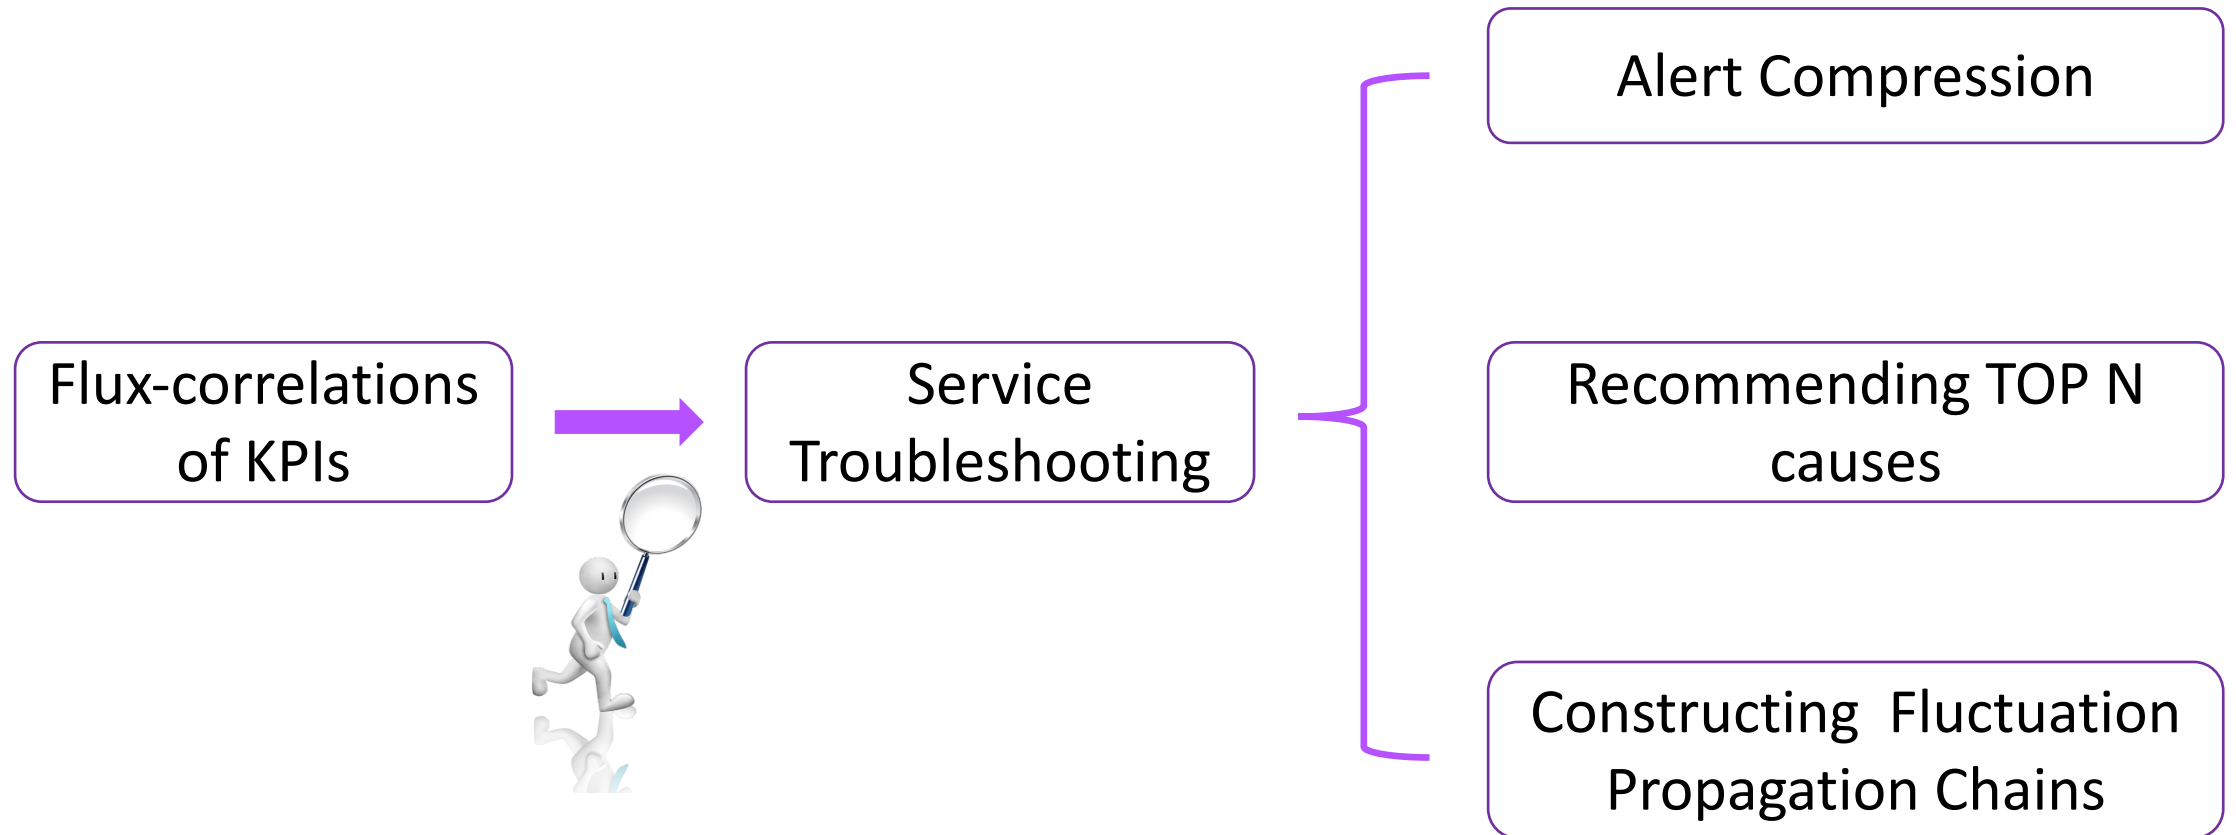 Flux-correlations
of KPIs
Service
Troubleshooting
Alert Compression
Recommending TOP N
causes
Constructing  Fluctuation
Propagation Chains